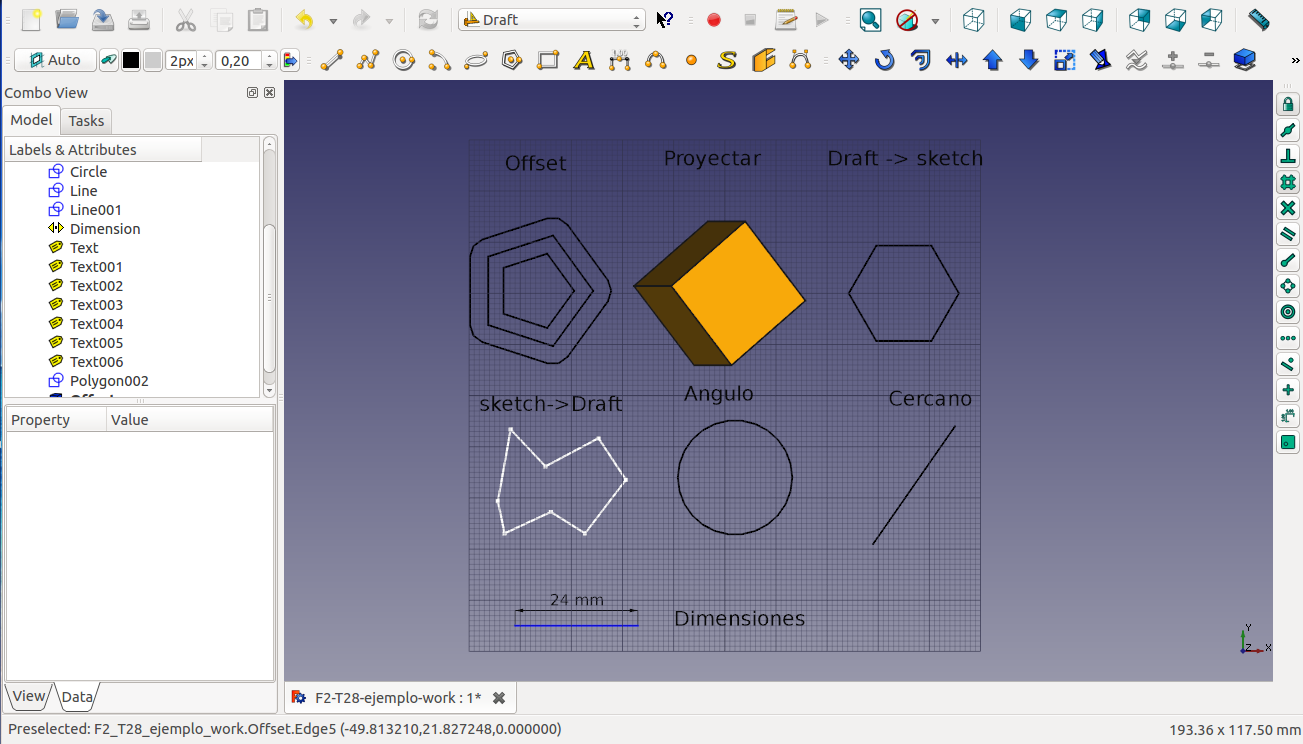 Draft
Auto
2px
0,20
»
Combo View
Model
Tasks
Labels & Attributes
Circle
Line
Line001
Dimension
Text
Text001
Text002
Text003
Text004
Text005
Text006
Polygon002
Property
Value
View
Data
Offset
Proyectar
Draft -> sketch
sketch->Draft
Angulo
Cercano
24 mm
Dimensiones
Y
Z
X
F2-T28-ejemplo-work : 1*
Preselected: F2_T28_ejemplo_work.Offset.Edge5 (-49.813210,21.827248,0.000000)
193.36 x 117.50 mm